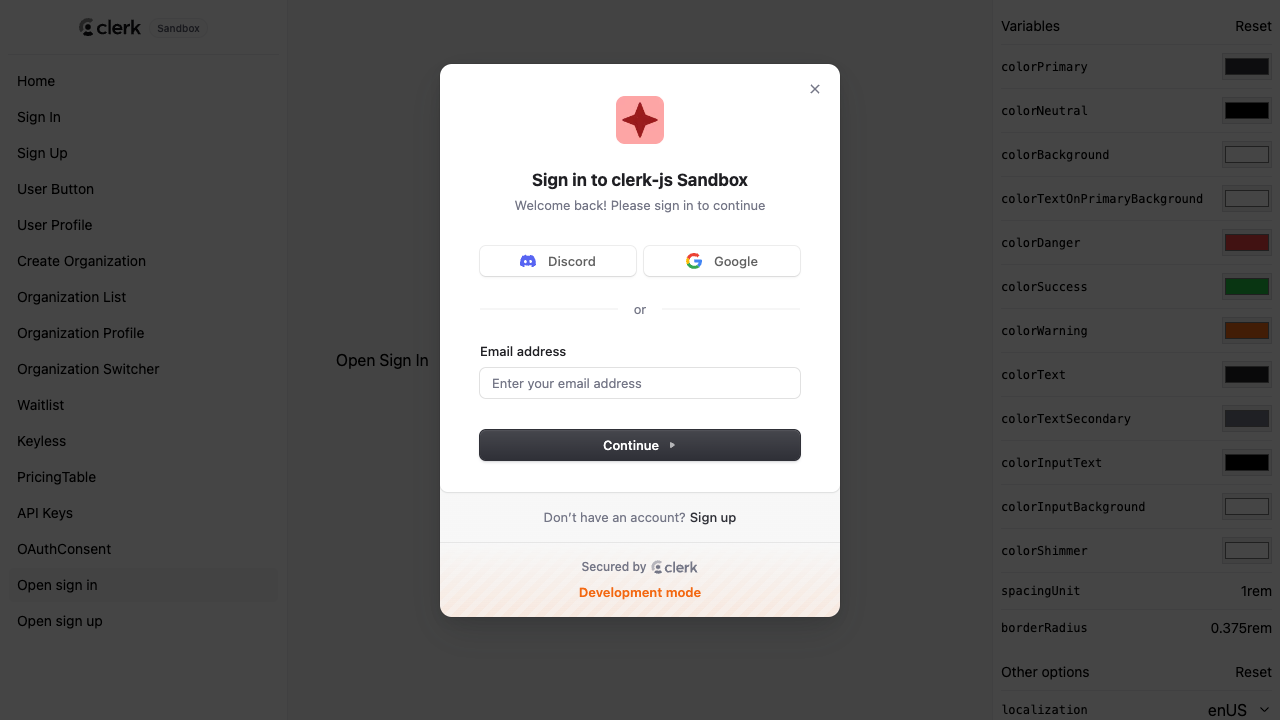 clerk Sandbox
Home
Sign In
Sign Up
User Button
User Profile
Create Organization
Organization List
Organization Profile
Organization Switcher
Waitlist
Keyless
PricingTable
API Keys
OAuthConsent
Open sign in
Open sign up
Open Sign In
Sign in to clerk-js Sandbox
Welcome back! Please sign in to continue
Discord Google
or
Email address
Enter your email address
Continue
Don’t have an account? Sign up
Secured by clerk
Development mode
Variables Reset
colorPrimary
colorNeutral
colorBackground
colorTextOnPrimaryBackground
colorDanger
colorSuccess
colorWarning
colorText
colorTextSecondary
colorInputText
colorInputBackground
colorShimmer
spacingUnit 1rem
borderRadius 0.375rem
Other options Reset
localization enUS